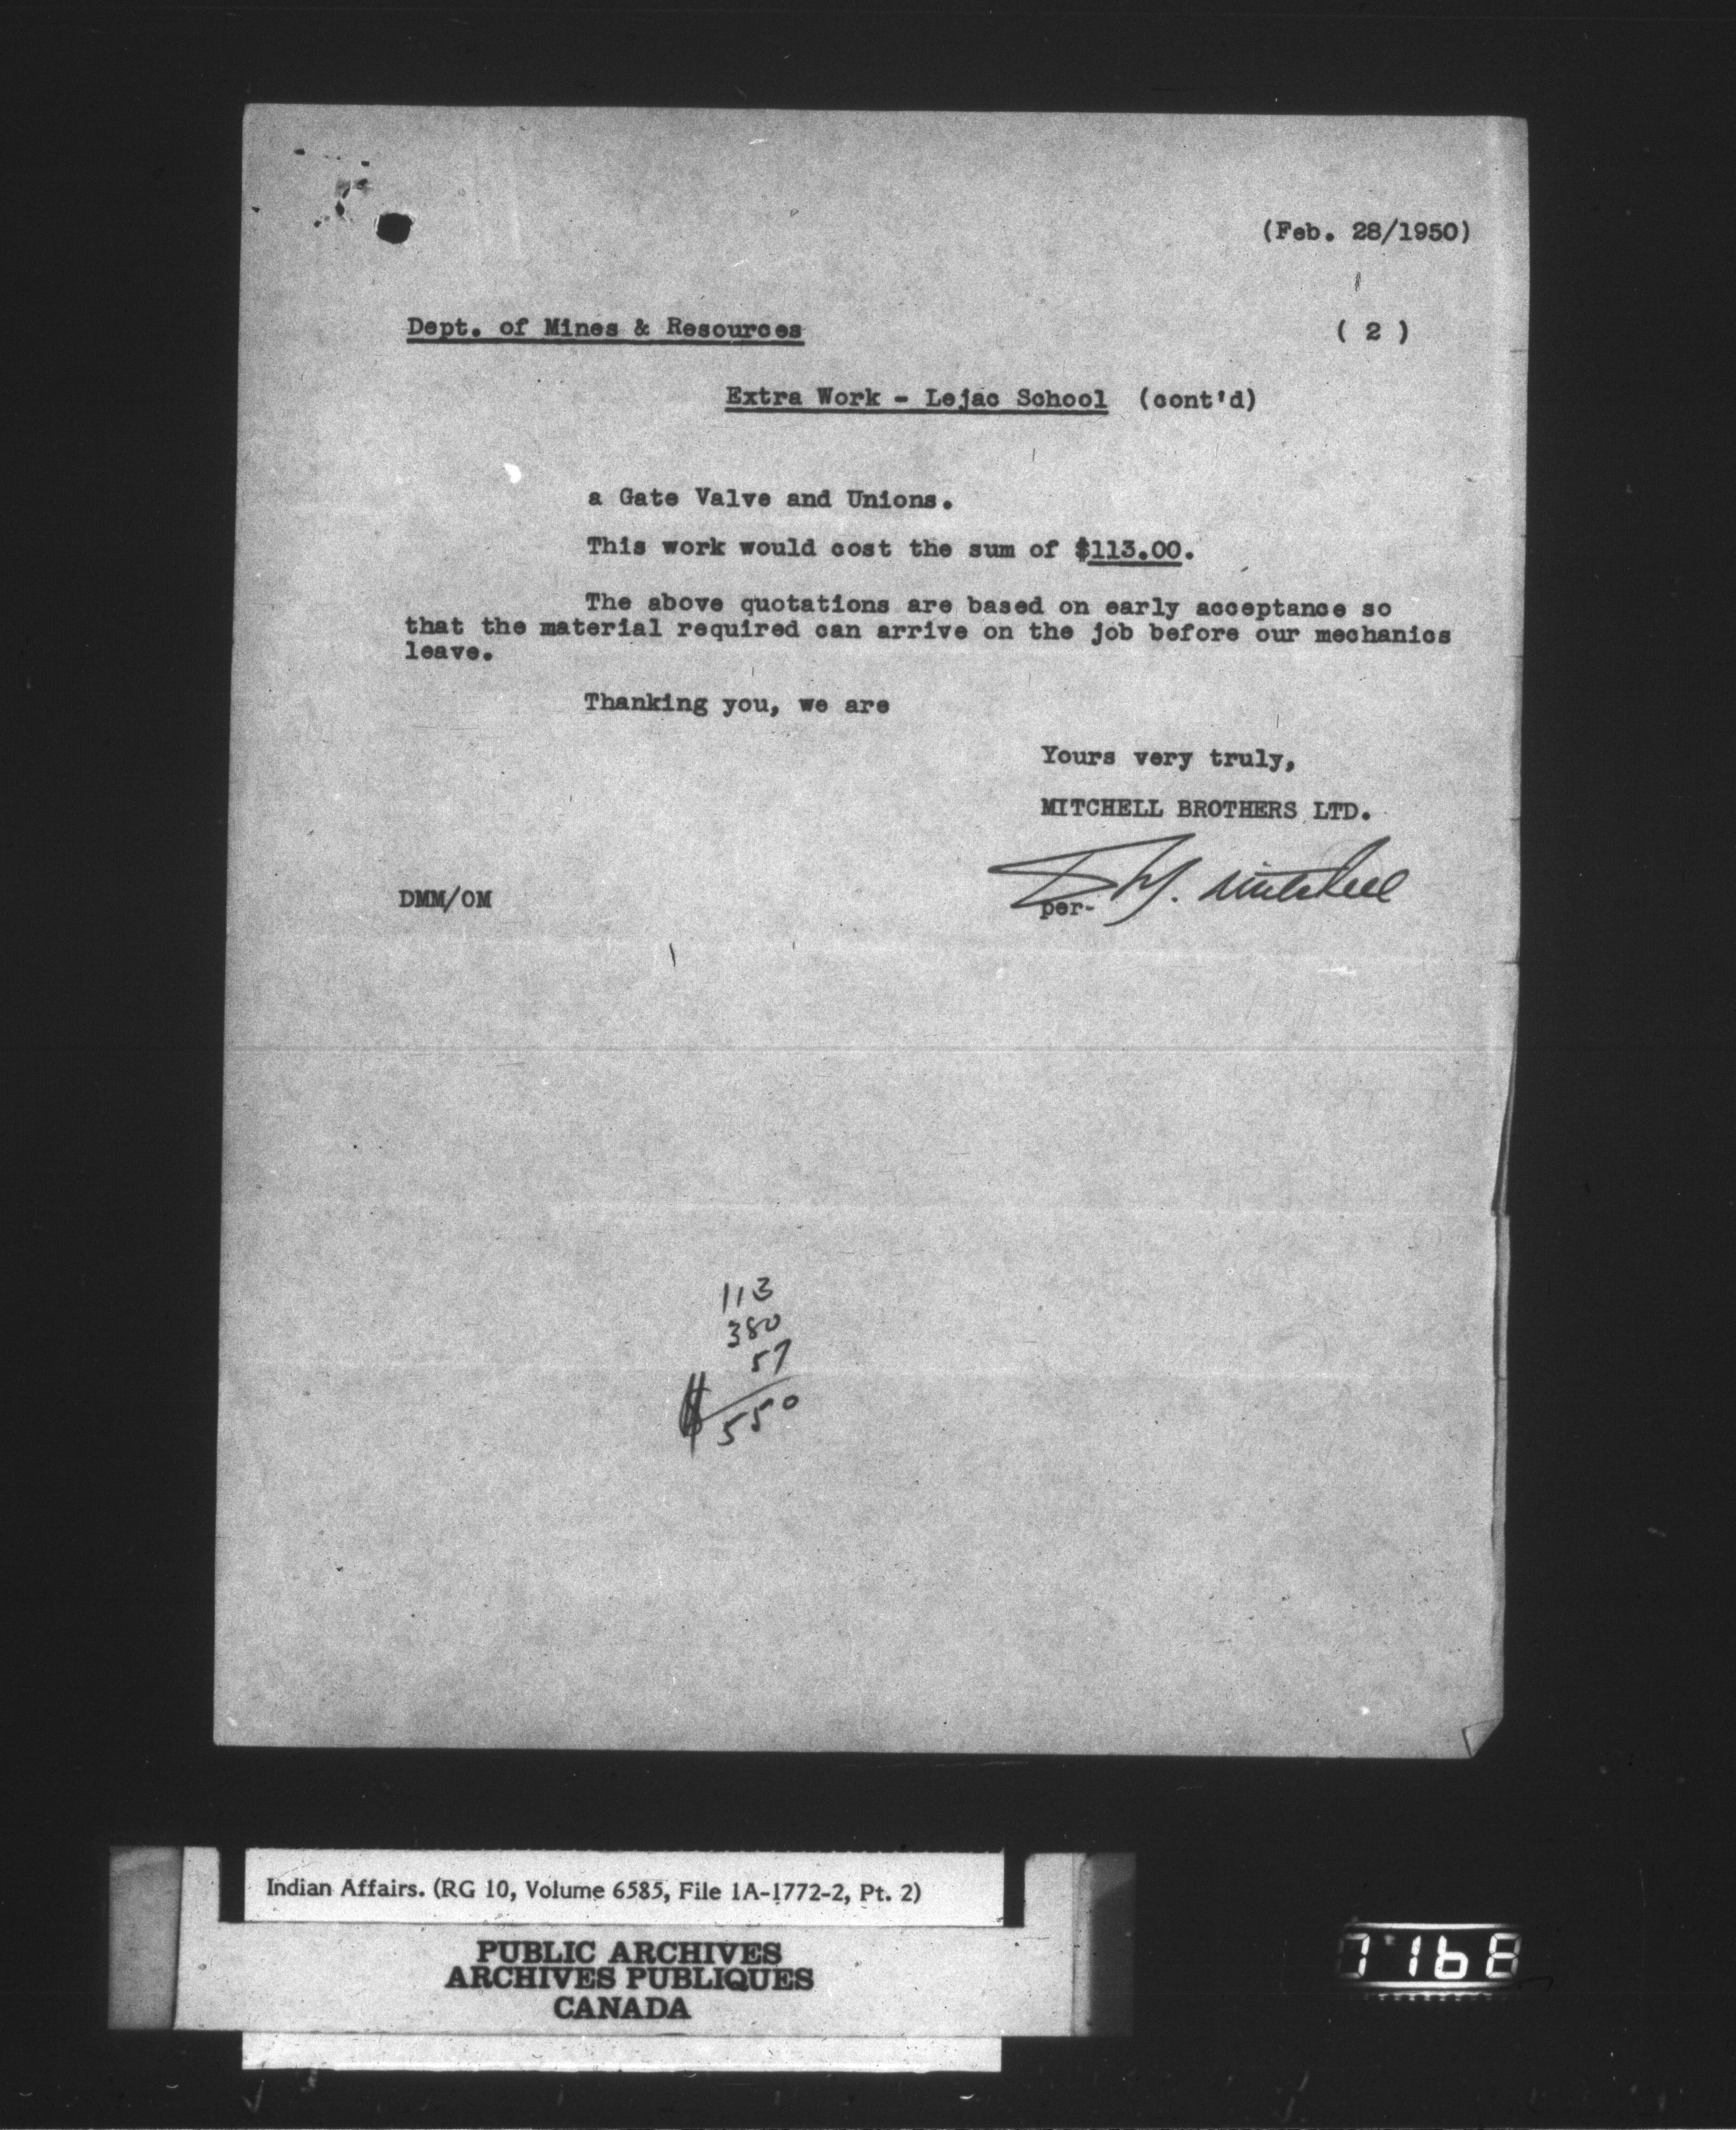 (Feb. 28/1950)
Dept. of Mines & Resources
( 2 )
Extra Work - Lejac School (cont'd)
a Gate Valve and Unions.
This work would cost the sum of $113.00.
The above quotations are based on early acceptance so
that the material required can arrive on the job before our mechanics
leave.
Thanking you, we are
Yours very truly,
MITCHELL BROTHERS LTD.
per- Mitchell
DMM/OM
113
380
57
$550
Indian Affairs. (RG 10, Volume 6585, File 1A-1772-2, Pt. 2)
PUBLIC ARCHIVES
ARCHIVES PUBLIQUES
CANADA
7168